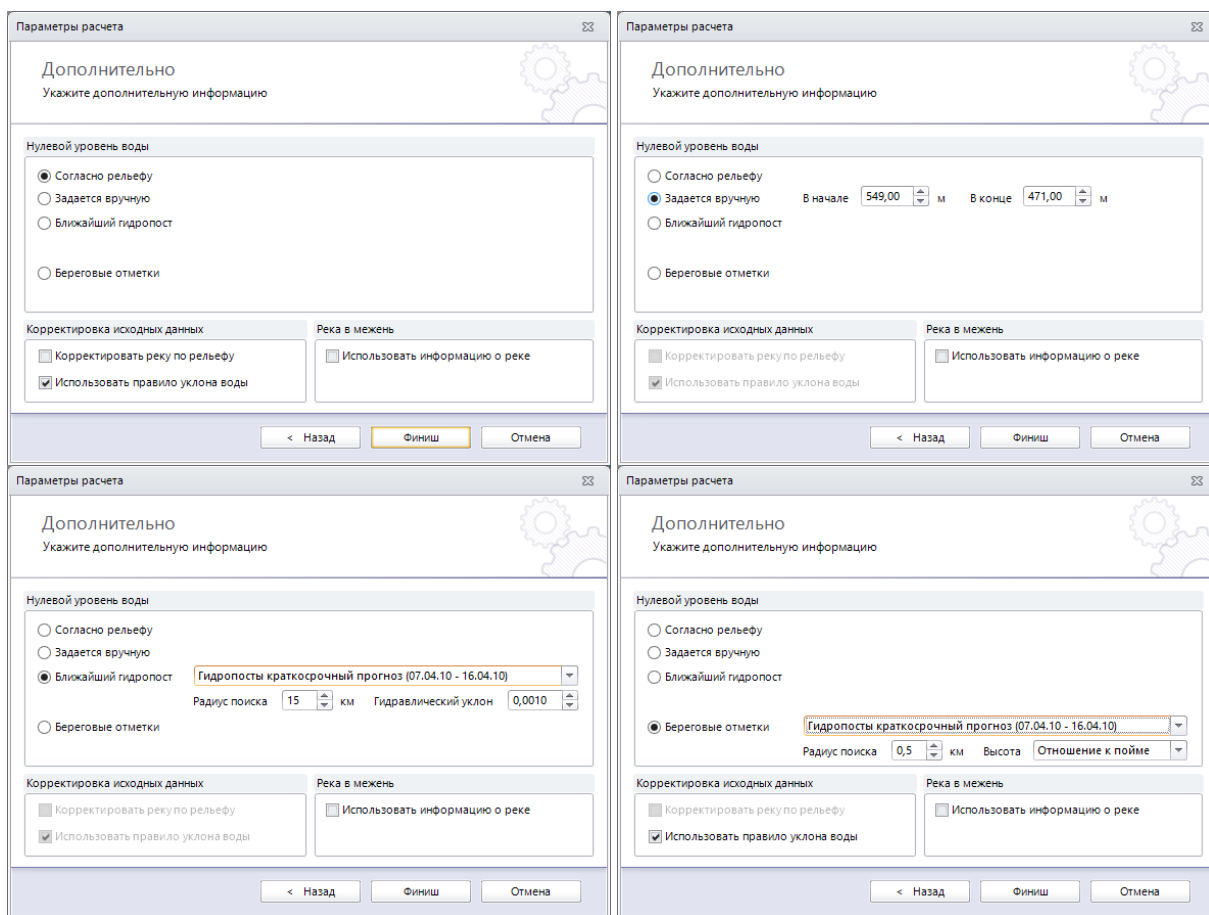 Параметры расчета
Дополнительно
Укажите дополнительную информацию
Нулевой уровень воды
Согласно рельефу
Задается вручную
Ближайший гидропост
Береговые отметки
Корректировка исходных данных
Корректировать реку по рельефу
Использовать правило уклона воды
Река в межень
Использовать информацию о реке
< Назад Финиш Отмена
Параметры расчета
Дополнительно
Укажите дополнительную информацию
Нулевой уровень воды
Согласно рельефу
Задается вручную В начале 549,00 м В конце 471,00 м
Ближайший гидропост
Береговые отметки
Корректировка исходных данных
Корректировать реку по рельефу
Использовать правило уклона воды
Река в межень
Использовать информацию о реке
< Назад Финиш Отмена
Параметры расчета
Дополнительно
Укажите дополнительную информацию
Нулевой уровень воды
Согласно рельефу
Задается вручную
Ближайший гидропост Гидропосты краткосрочный прогноз (07.04.10 - 16.04.10)
Радиус поиска 15 км Гидравлический уклон 0,0010
Береговые отметки
Корректировка исходных данных
Корректировать реку по рельефу
Использовать правило уклона воды
Река в межень
Использовать информацию о реке
< Назад Финиш Отмена
Параметры расчета
Дополнительно
Укажите дополнительную информацию
Нулевой уровень воды
Согласно рельефу
Задается вручную
Ближайший гидропост
Береговые отметки Гидропосты краткосрочный прогноз (07.04.10 - 16.04.10)
Радиус поиска 0,5 км Высота Отношение к пойме
Корректировка исходных данных
Корректировать реку по рельефу
Использовать правило уклона воды
Река в межень
Использовать информацию о реке
< Назад Финиш Отмена